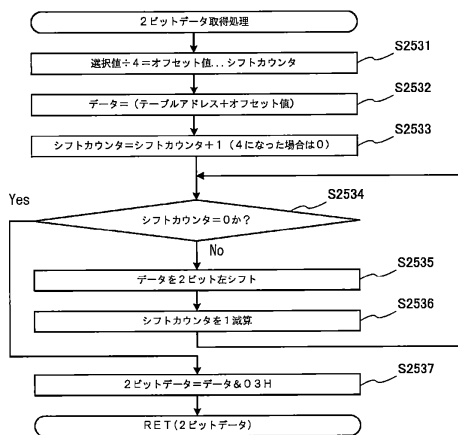 2ビットデータ取得処理
S2531
選択値÷4=オフセット値...シフトカウンタ
S2532
データ=(テーブルアドレス+オフセット値)
S2533
シフトカウンタ=シフトカウンタ+1(4になった場合は0)
S2534
Yes
シフトカウンタ=0か?
No
S2535
データを2ビット左シフト
S2536
シフトカウンタを1減算
S2537
2ビットデータ=データ&03H
RET(2ビットデータ)